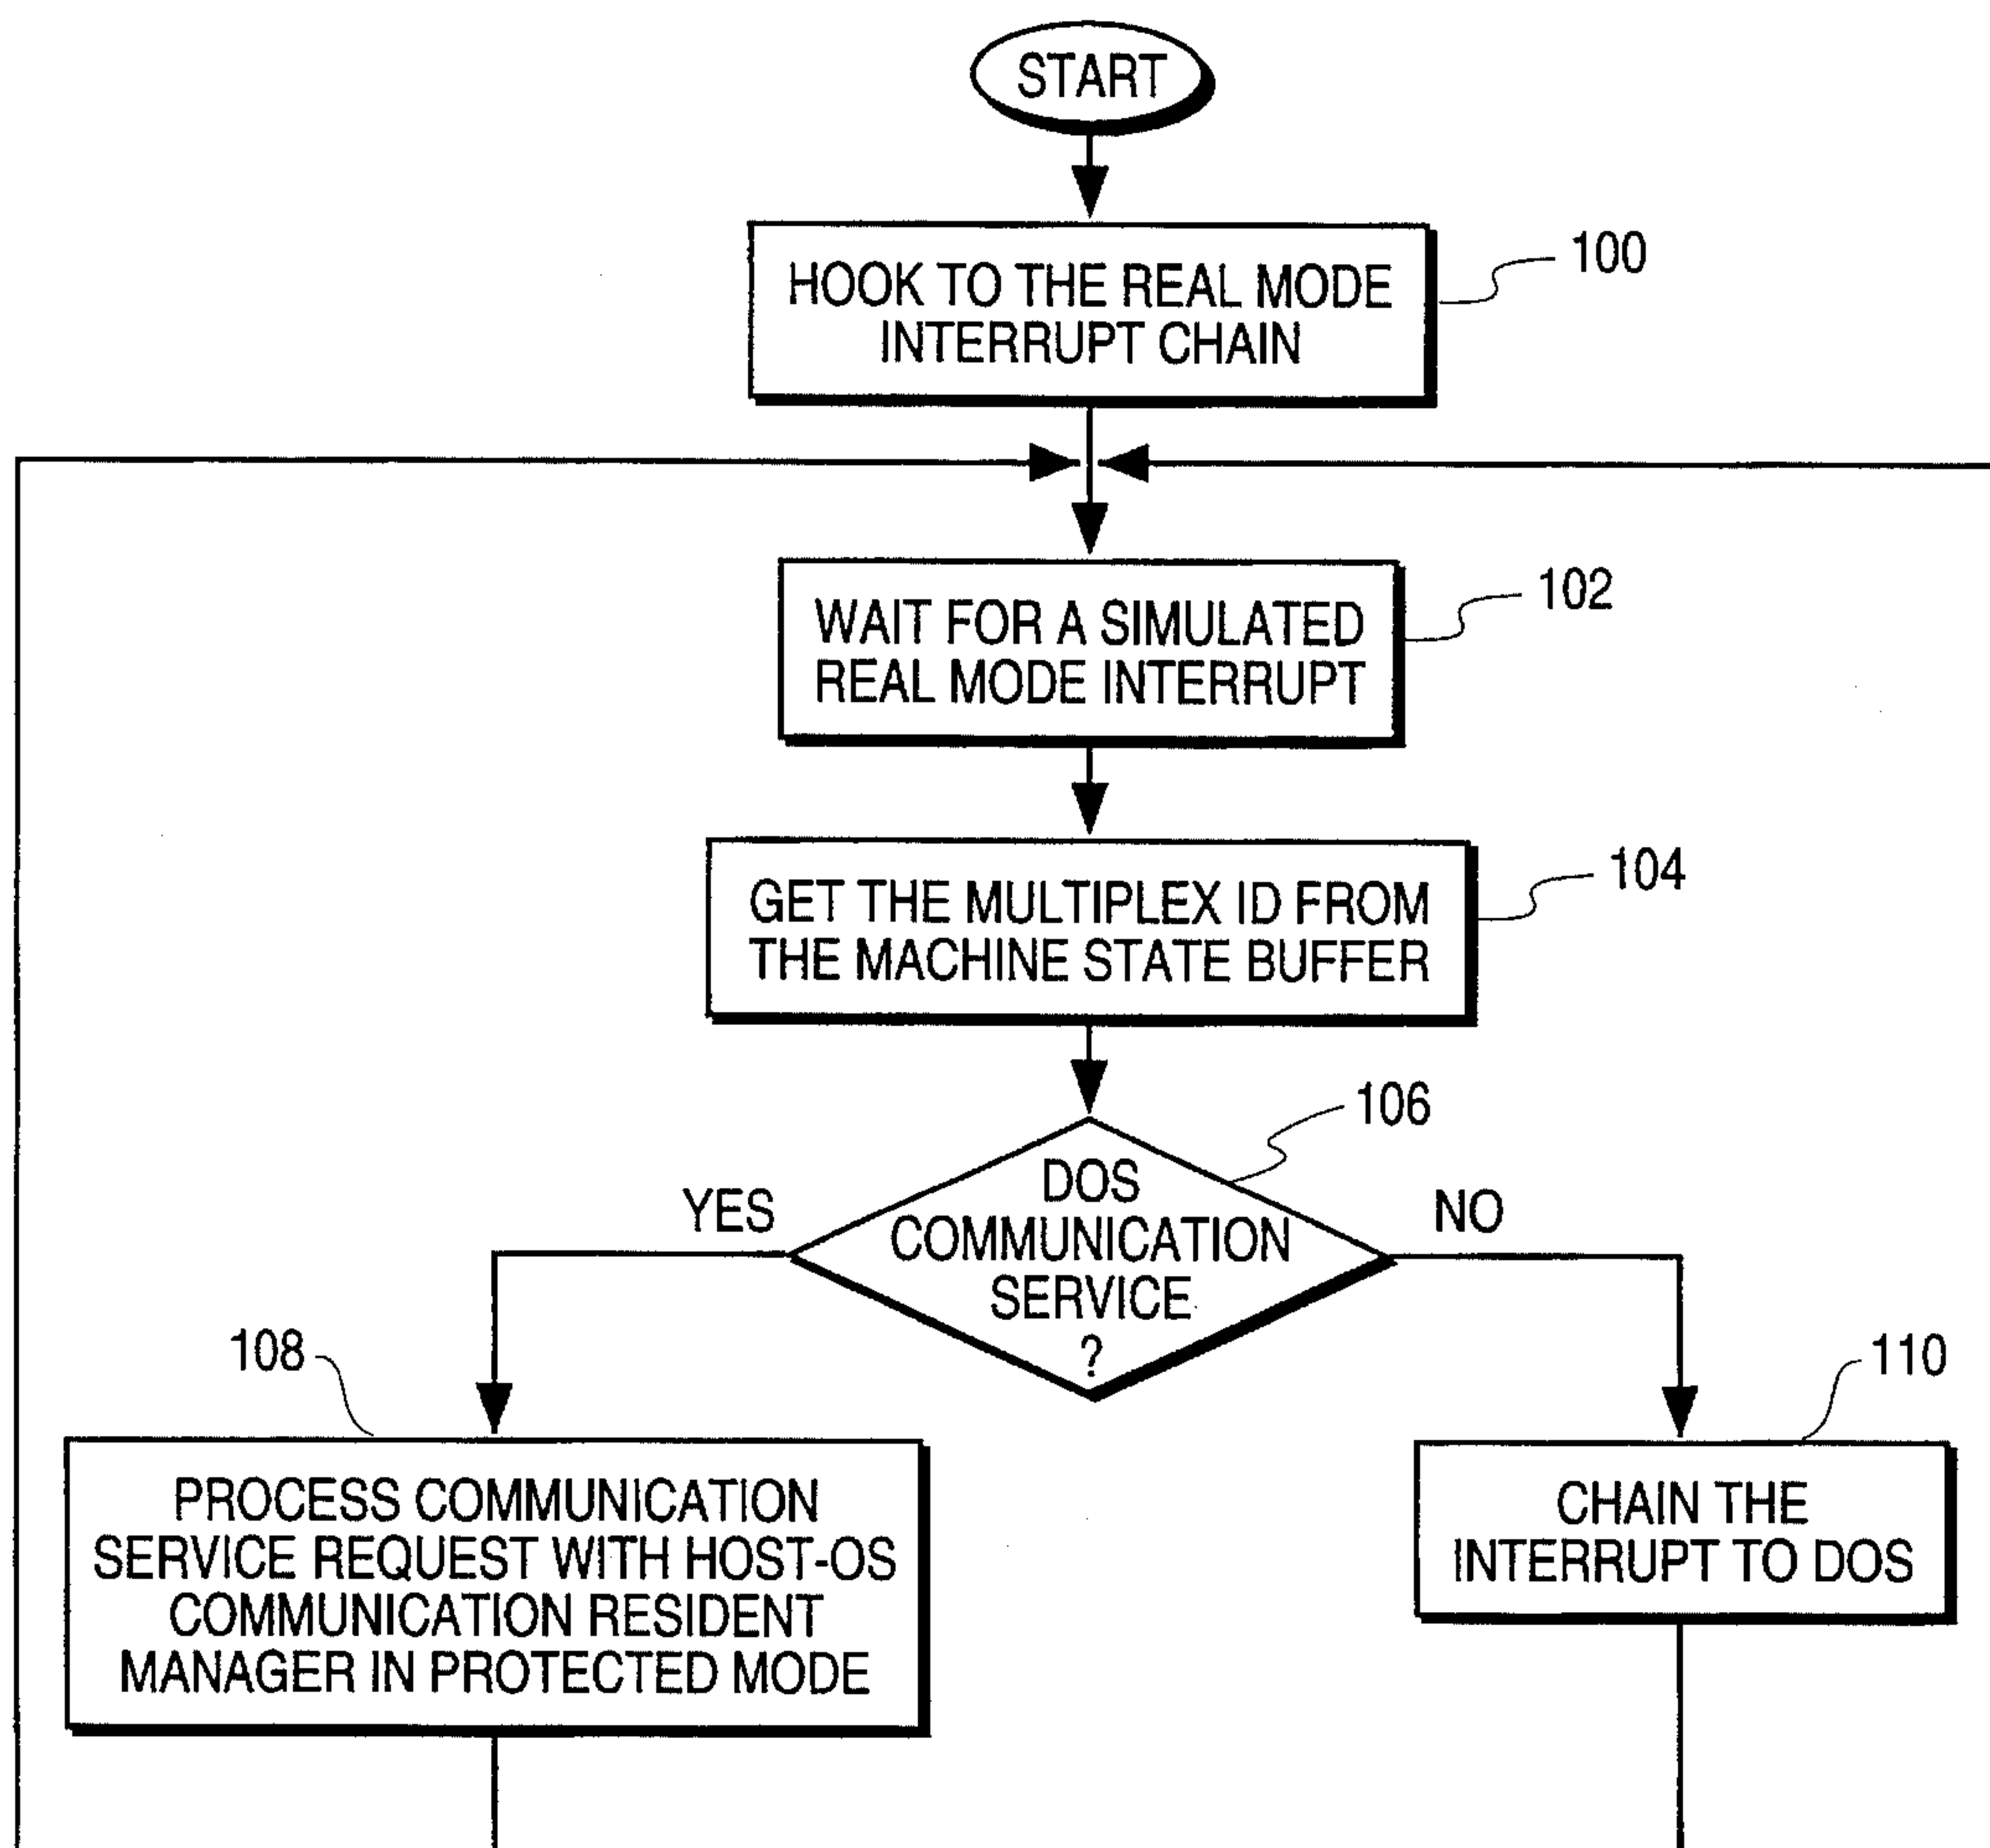 START
HOOK TO THE REAL MODE
INTERRUPT CHAIN
100
WAIT FOR A SIMULATED
REAL MODE INTERRUPT
102
GET THE MULTIPLEX ID FROM
THE MACHINE STATE BUFFER
104
106
DOS
COMMUNICATION
SERVICE
?
YES
NO
108
PROCESS COMMUNICATION
SERVICE REQUEST WITH HOST-OS
COMMUNICATION RESIDENT
MANAGER IN PROTECTED MODE
110
CHAIN THE
INTERRUPT TO DOS